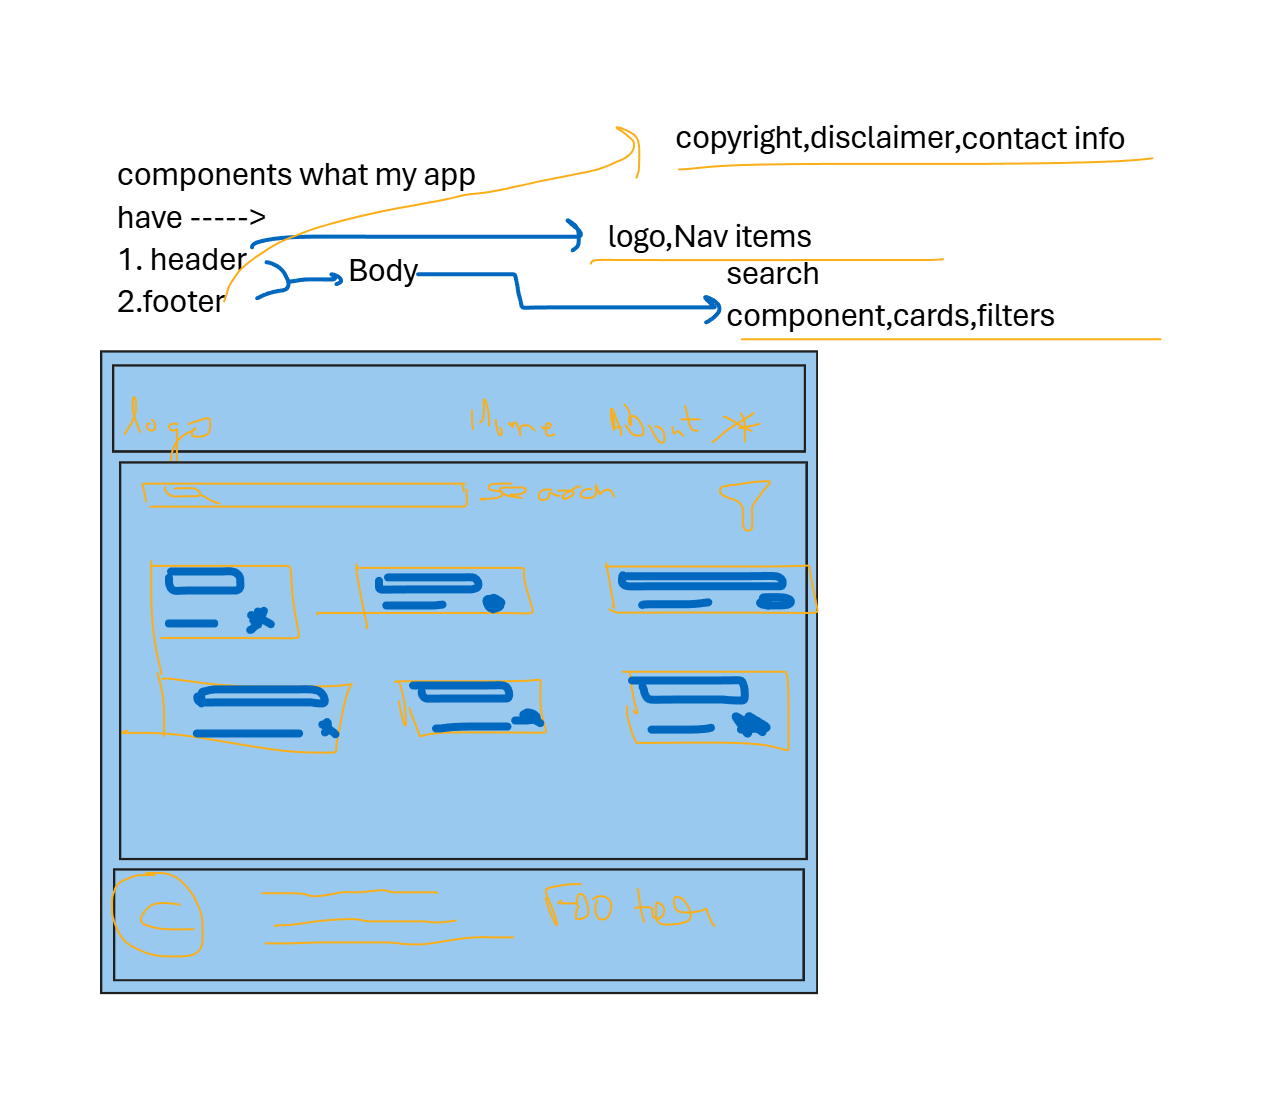 copyright,disclaimer,contact info
components what my app
have ----->
1. header
2.footer
logo,Nav items
Body
search
component,cards,filters
logo
Home About
Search
C
Footer